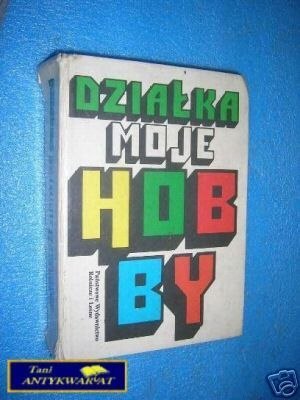 DZIAŁKA
MOJE
HOB
BY
Państwowe Wydawnictwo
Rolnicze i Leśne
Tani
ANTYKWARIAT